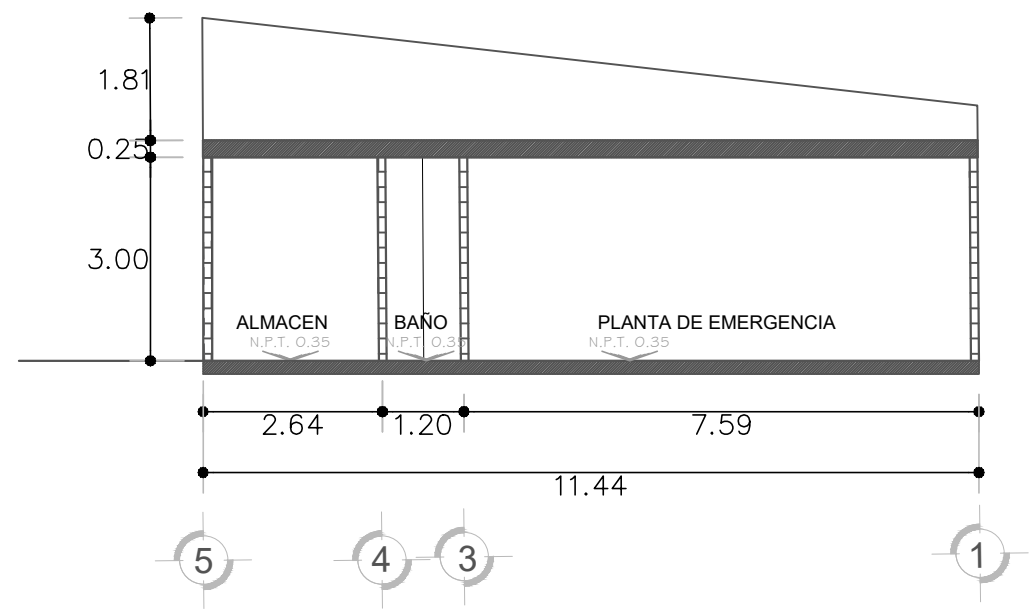 1.81
0.25
3.00
ALMACEN
N.P.T. 0.35
BAÑO
N.P.T. 0.35
PLANTA DE EMERGENCIA
N.P.T. 0.35
2.64
1.20
7.59
11.44
5
4
3
1